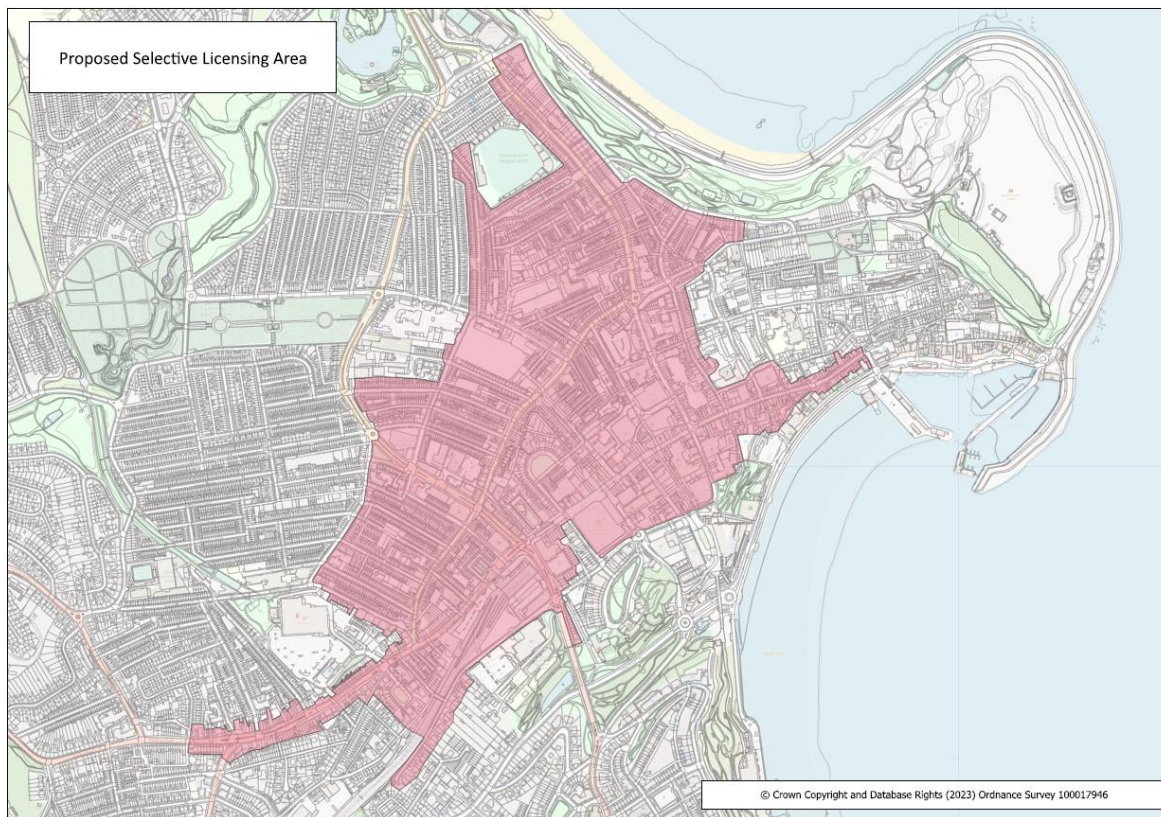 Proposed Selective Licensing Area
© Crown Copyright and Database Rights (2023) Ordnance Survey 100017946